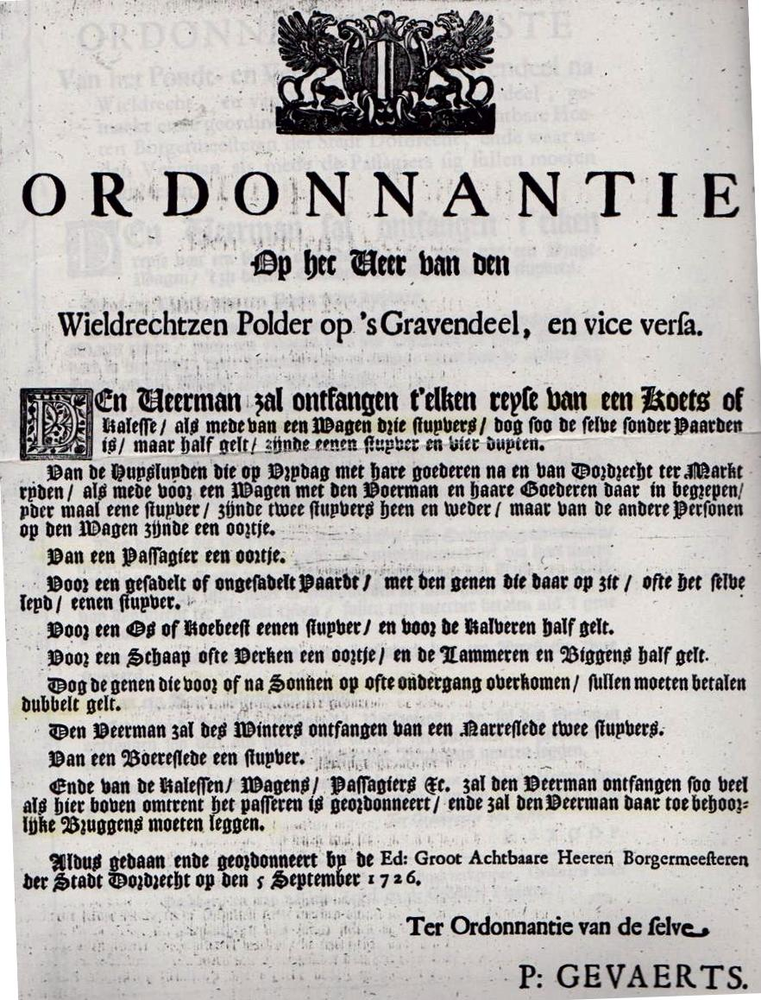 ORDONNANTIE
Op het Veer van den
Wieldrechtzen Polder op 's Gravendeel, en vice versa.
DEn Veerman zal ontfangen t'elken reyse van een Koets of
Kalesse/ als mede van een Wagen drie stuyvers/ dog soo de selve sonder Paarden
is/ maar half gelt/ zijnde eenen stuyver en vier duyten.
Van de Huysluyden die op Vrydag met hare goederen na en van Dordrecht ter Markt
ryden/ als mede voor een Wagen met den Voerman en haare Goederen daar in begrepen/
yder maal eene stuyver/ zijnde twee stuyvers heen en weder/ maar van de andere Personen
op den Wagen zijnde een oortje.
Van een Passagier een oortje.
Voor een gesadelt of ongesadelt Paardt/ met den genen die daar op zit/ ofte het selve
leyd/ eenen stuyver.
Voor een Os of Koebeest eenen stuyver/ en voor de Kalveren half gelt.
Voor een Schaap ofte Verken een oortje/ en de Lammeren en Biggens half gelt.
Dog de genen die voor of na Sonnen op ofte ondergang overkomen/ sullen moeten betalen
dubbelt gelt.
Den Veerman zal des Winters ontfangen van een Narreslede twee stuyvers.
Van een Boereslede een stuyver.
Ende van de Kalessen/ Wagens/ Passagiers &c. zal den Veerman ontfangen soo veel
als hier boven omtrent het passeren is geordonneert/ ende zal den Veerman daar toe behoor-
lijke Bruggens moeten leggen.
Aldus gedaan ende geordonneert by de Ed: Groot Achtbaare Heeren Borgermeesteren
der Stadt Dordrecht op den 5 September 1726.
Ter Ordonnantie van de selve,
P: GEVAERTS.